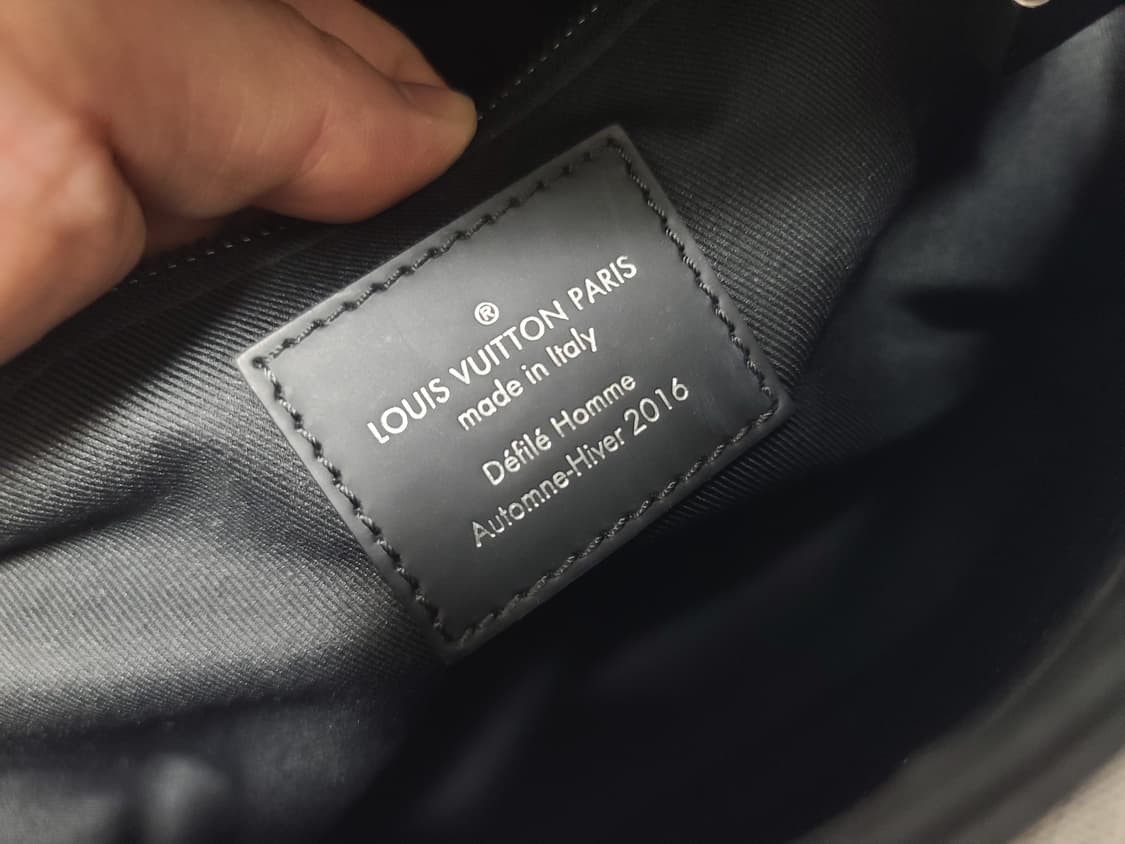 ®
LOUIS VUITTON PARIS
made in Italy
Défilé Homme
Automne-Hiver 2016